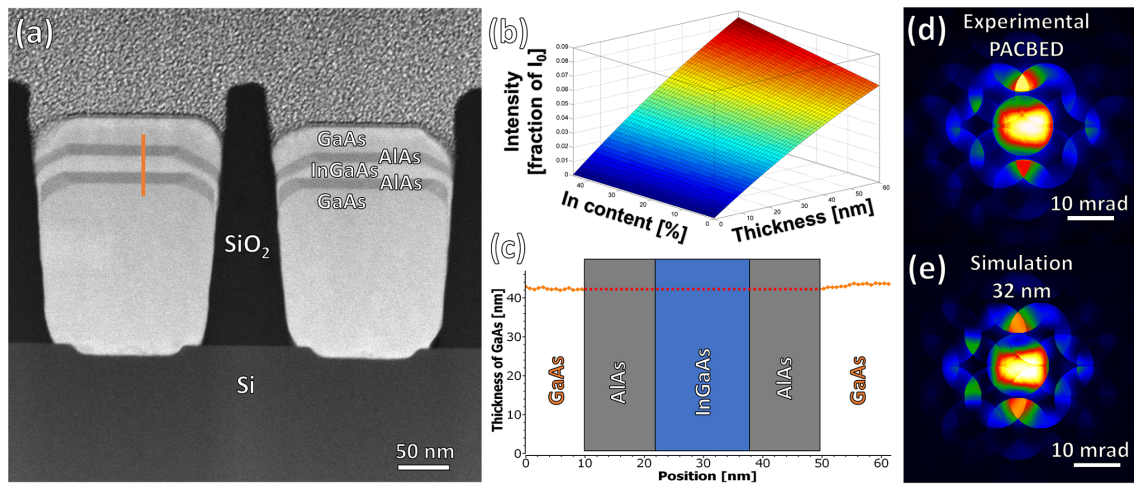 (a)
GaAs
AlAs
InGaAs
AlAs
GaAs
SiO2
Si
50 nm
(b)
Intensity
[fraction of I0]
0.09
0.08
0.07
0.06
0.05
0.04
0.03
0.02
0.01
0
40
30
20
10
0
In content [%]
0
10
20
30
40
50
60
Thickness [nm]
(c)
Thickness of GaAs [nm]
40
30
20
10
0
GaAs
AlAs
InGaAs
AlAs
GaAs
0
10
20
30
40
50
60
Position [nm]
(d)
Experimental
PACBED
10 mrad
(e)
Simulation
32 nm
10 mrad